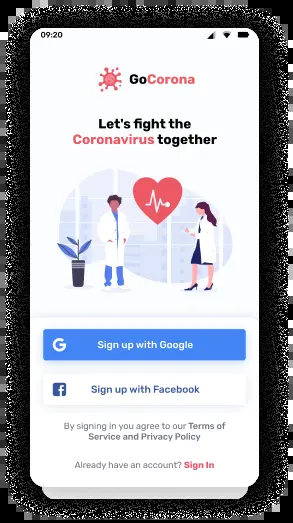 09:20
GoCorona
Let's fight the
Coronavirus together
Sign up with Google
Sign up with Facebook
By signing in you agree to our Terms of
Service and Privacy Policy
Already have an account? Sign In